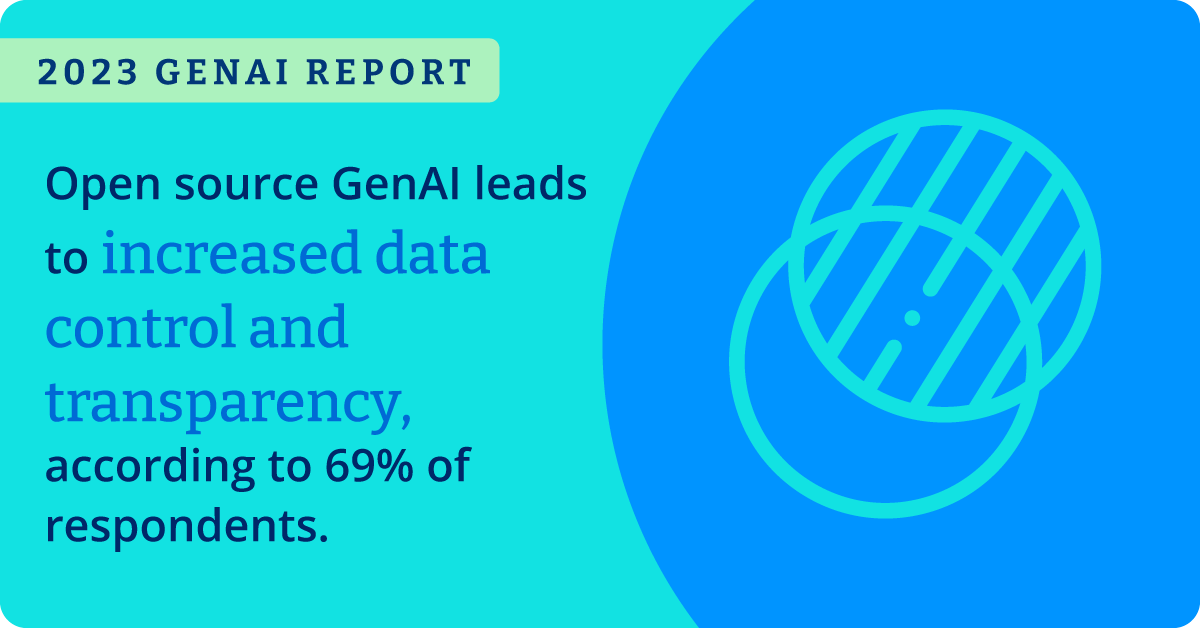 2023 GENAI REPORT
Open source GenAI leads
to increased data
control and
transparency,
according to 69% of
respondents.